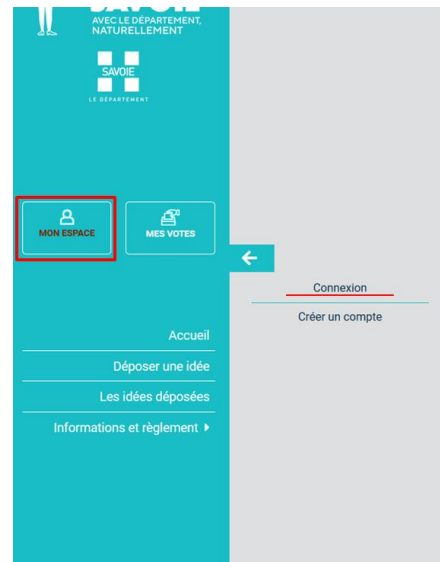 SAVOIE
AVEC LE DÉPARTEMENT,
NATURELLEMENT
SAVOIE
LE DÉPARTEMENT
MON ESPACE
MES VOTES
Connexion
Créer un compte
Accueil
Déposer une idée
Les idées déposées
Informations et règlement